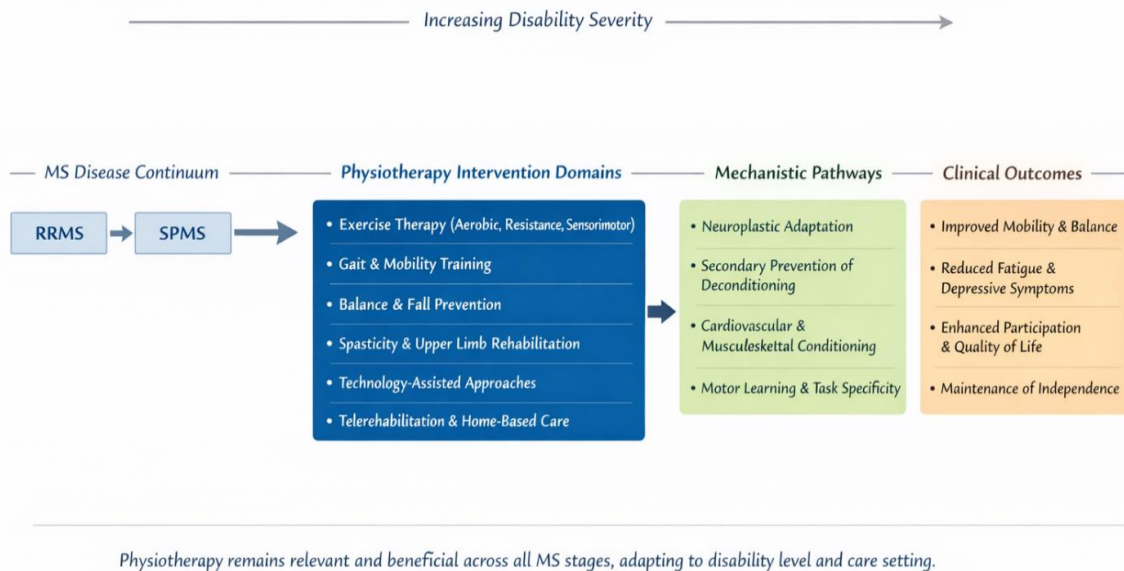 Increasing Disability Severity
MS Disease Continuum
RRMS
SPMS
Physiotherapy Intervention Domains
• Exercise Therapy (Aerobic, Resistance, Sensorimotor)
• Gait & Mobility Training
• Balance & Fall Prevention
• Spasticity & Upper Limb Rehabilitation
• Technology-Assisted Approaches
• Telerehabilitation & Home-Based Care
Mechanistic Pathways
• Neuroplastic Adaptation
• Secondary Prevention of
Deconditioning
• Cardiovascular &
Musculeskettal Conditioning
• Motor Learning & Task Specificity
Clinical Outcomes
• Improved Mobility & Balance
• Reduced Fatigue &
Depressive Symptoms
• Enhanced Participation
& Quality of Life
• Maintenance of Independence
Physiotherapy remains relevant and beneficial across all MS stages, adapting to disability level and care setting.